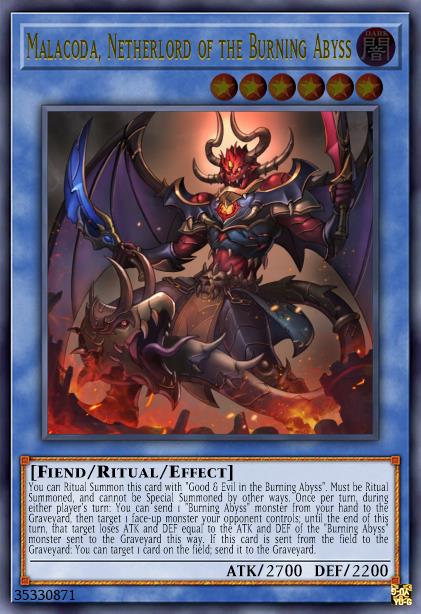 Malacoda, Netherlord of the Burning Abyss
DARK
闇
[Fiend/Ritual/Effect]
You can Ritual Summon this card with "Good & Evil in the Burning Abyss". Must be Ritual
Summoned, and cannot be Special Summoned by other ways. Once per turn, during
either player's turn: You can send 1 "Burning Abyss" monster from your hand to the
Graveyard, then target 1 face-up monster your opponent controls; until the end of this
turn, that target loses ATK and DEF equal to the ATK and DEF of the "Burning Abyss"
monster sent to the Graveyard this way. If this card is sent from the field to the
Graveyard: You can target 1 card on the field; send it to the Graveyard.
ATK/2700 DEF/2200
35330871